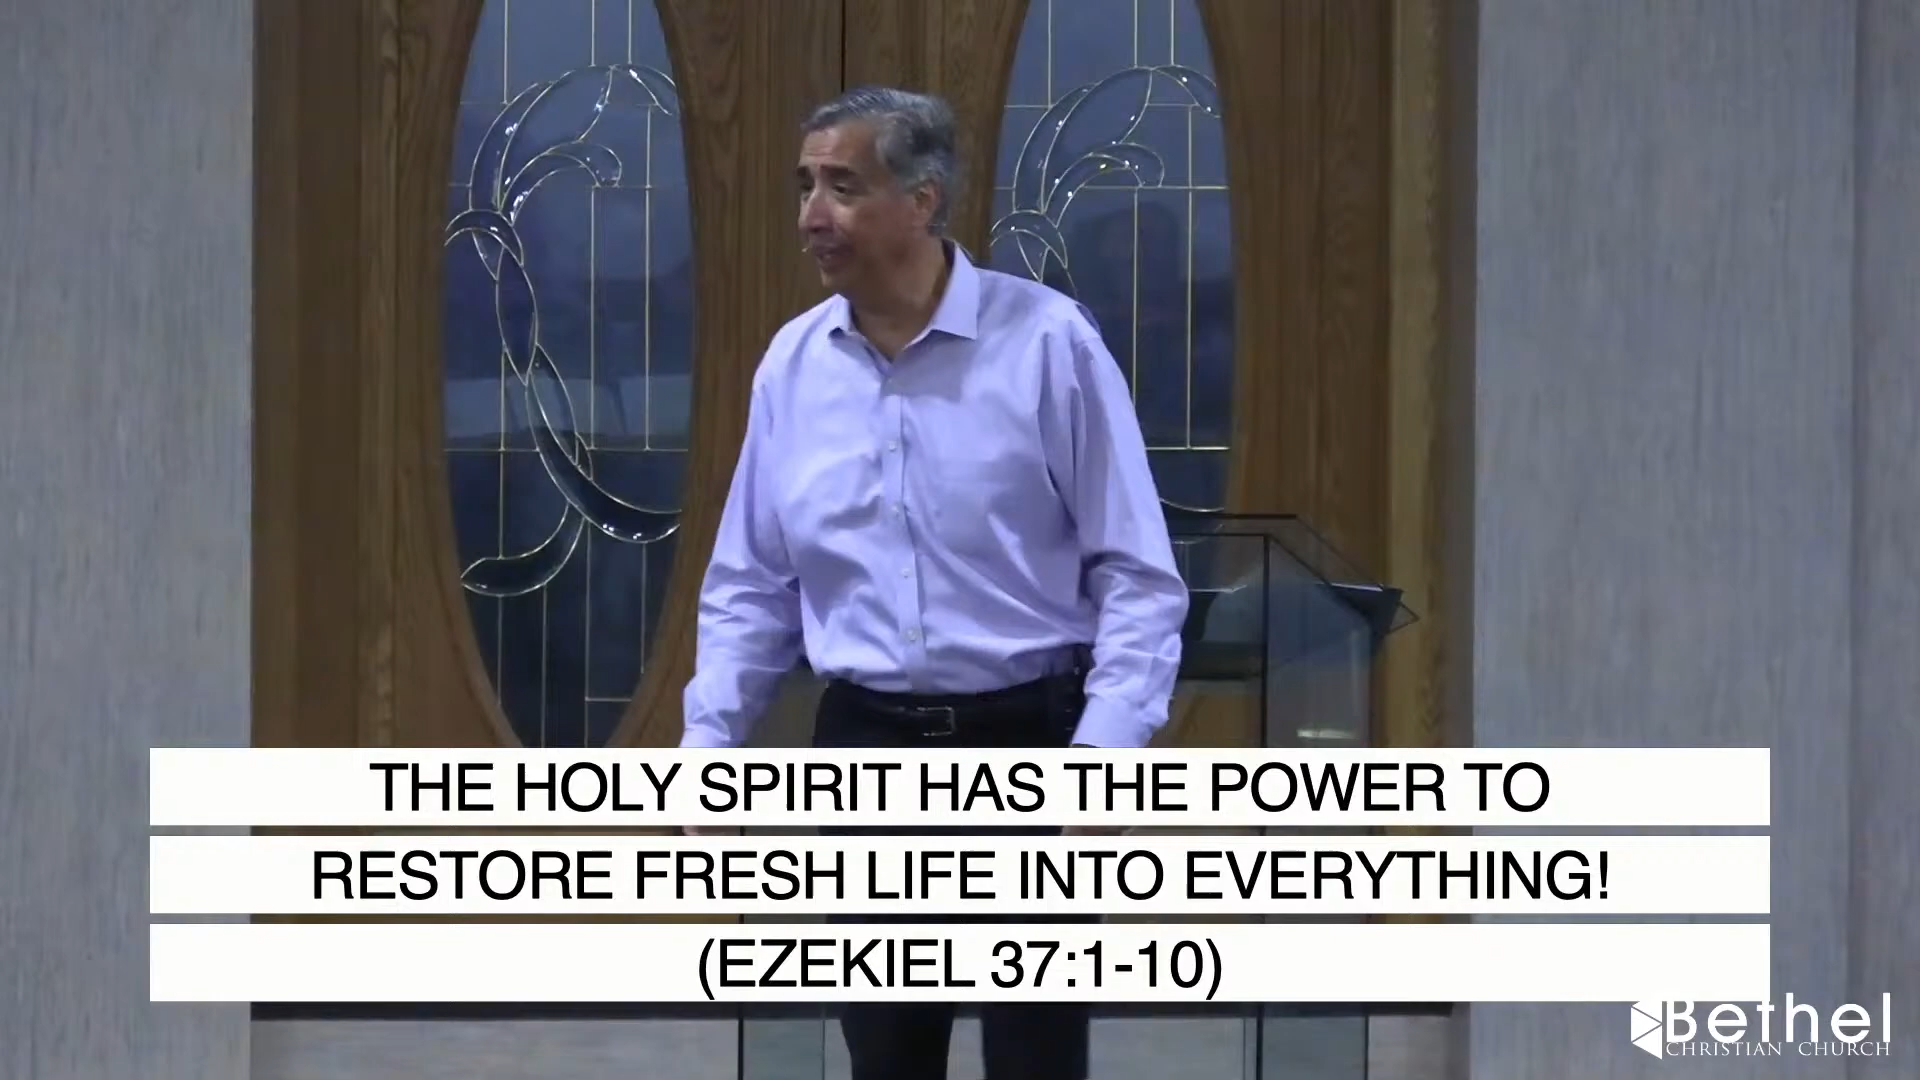 THE HOLY SPIRIT HAS THE POWER TO
RESTORE FRESH LIFE INTO EVERYTHING!
(EZEKIEL 37:1-10)
Bethel
CHRISTIAN CHURCH